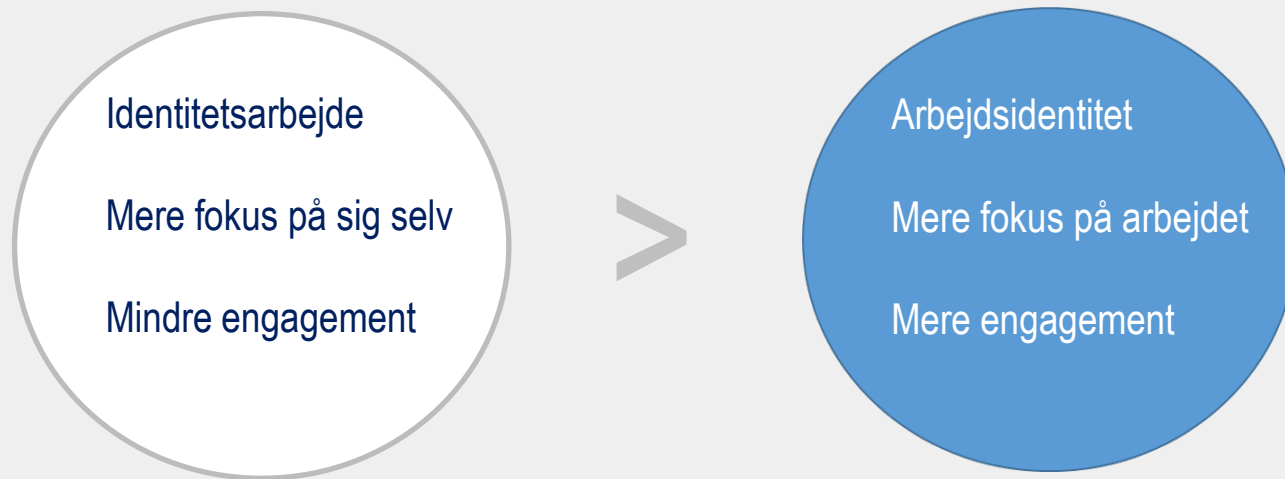 Identitetsarbejde
Mere fokus på sig selv
Mindre engagement
>
Arbejdsidentitet
Mere fokus på arbejdet
Mere engagement